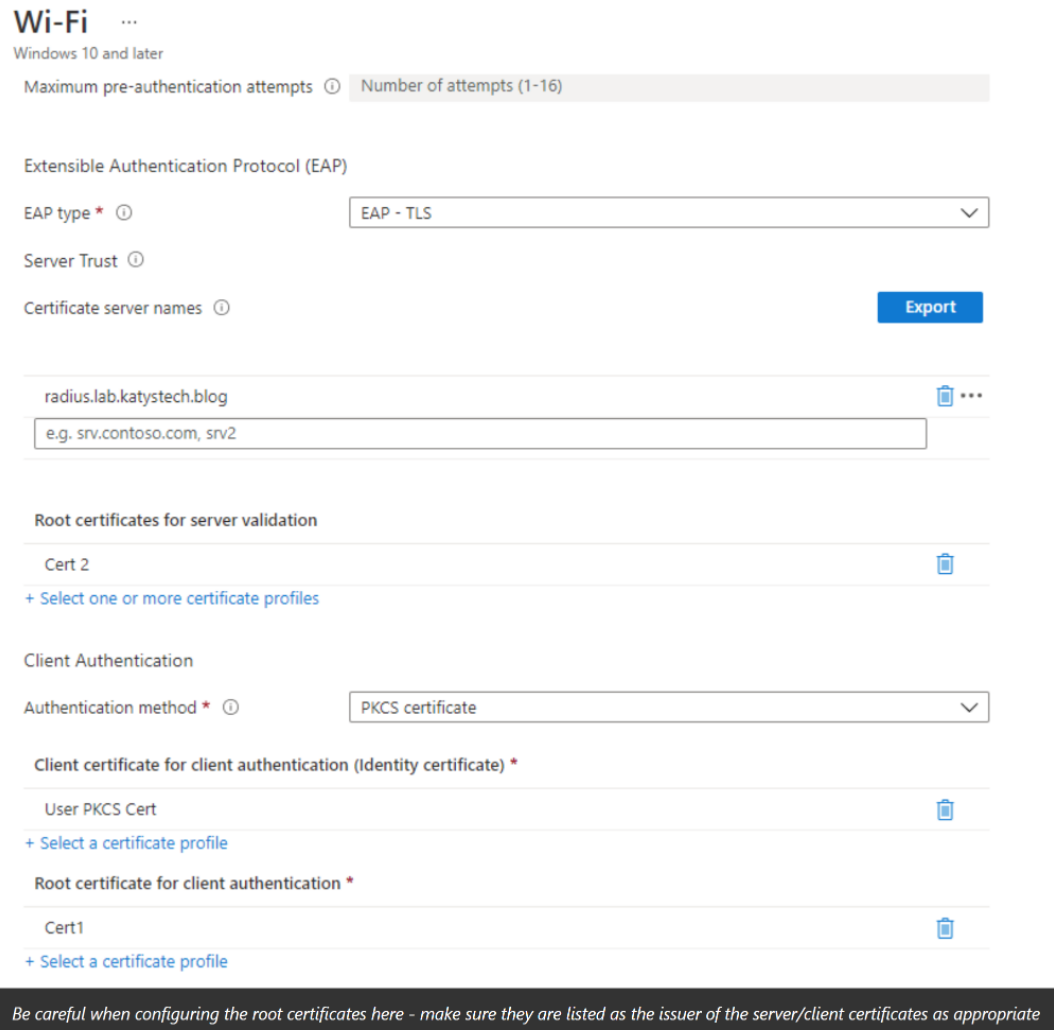 Wi-Fi ...
Windows 10 and later
Maximum pre-authentication attempts Number of attempts (1-16)
Extensible Authentication Protocol (EAP)
EAP type * EAP - TLS
Server Trust
Certificate server names Export
radius.lab.katystech.blog
e.g. srv.contoso.com, srv2
Root certificates for server validation
Cert 2
+ Select one or more certificate profiles
Client Authentication
Authentication method * PKCS certificate
Client certificate for client authentication (Identity certificate) *
User PKCS Cert
+ Select a certificate profile
Root certificate for client authentication *
Cert1
+ Select a certificate profile
Be careful when configuring the root certificates here - make sure they are listed as the issuer of the server/client certificates as appropriate